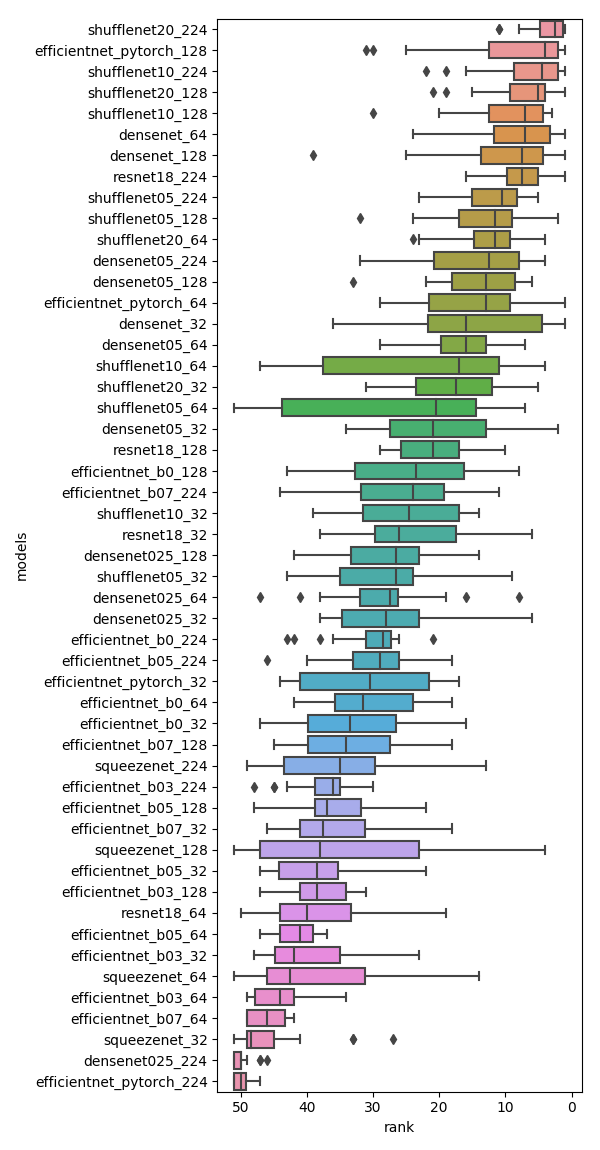 shufflenet20_224
efficientnet_pytorch_128
shufflenet10_224
shufflenet20_128
shufflenet10_128
densenet_64
densenet_128
resnet18_224
shufflenet05_224
shufflenet05_128
shufflenet20_64
densenet05_224
densenet05_128
efficientnet_pytorch_64
densenet_32
densenet05_64
shufflenet10_64
shufflenet20_32
shufflenet05_64
densenet05_32
resnet18_128
efficientnet_b0_128
efficientnet_b07_224
shufflenet10_32
resnet18_32
densenet025_128
shufflenet05_32
densenet025_64
densenet025_32
efficientnet_b0_224
efficientnet_b05_224
efficientnet_pytorch_32
efficientnet_b0_64
efficientnet_b0_32
efficientnet_b07_128
squeezenet_224
efficientnet_b03_224
efficientnet_b05_128
efficientnet_b07_32
squeezenet_128
efficientnet_b05_32
efficientnet_b03_128
resnet18_64
efficientnet_b05_64
efficientnet_b03_32
squeezenet_64
efficientnet_b03_64
efficientnet_b07_64
squeezenet_32
densenet025_224
efficientnet_pytorch_224
models
50 40 30 20 10 0
rank